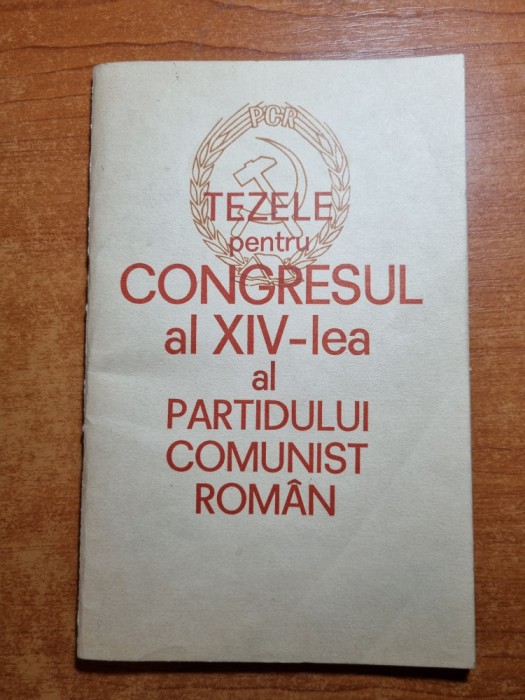 PCR
TEZELE
pentru
CONGRESUL
al XIV-lea
al
PARTIDULUI
COMUNIST
ROMÂN